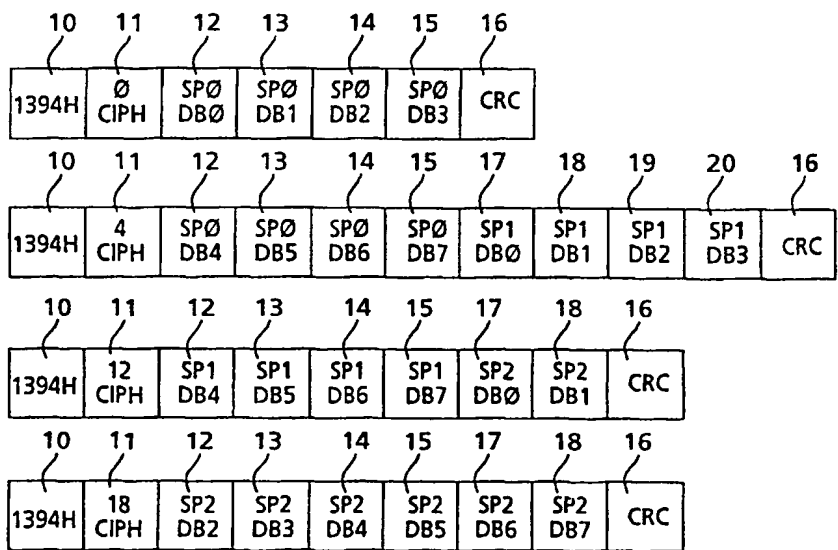 10 11 12 13 14 15 16
1394H Ø CIPH SPØ DBØ SPØ DB1 SPØ DB2 SPØ DB3 CRC
10 11 12 13 14 15 17 18 19 20 16
1394H 4 CIPH SPØ DB4 SPØ DB5 SPØ DB6 SPØ DB7 SP1 DBØ SP1 DB1 SP1 DB2 SP1 DB3 CRC
10 11 12 13 14 15 17 18 16
1394H 12 CIPH SP1 DB4 SP1 DB5 SP1 DB6 SP1 DB7 SP2 DBØ SP2 DB1 CRC
10 11 12 13 14 15 17 18 16
1394H 18 CIPH SP2 DB2 SP2 DB3 SP2 DB4 SP2 DB5 SP2 DB6 SP2 DB7 CRC